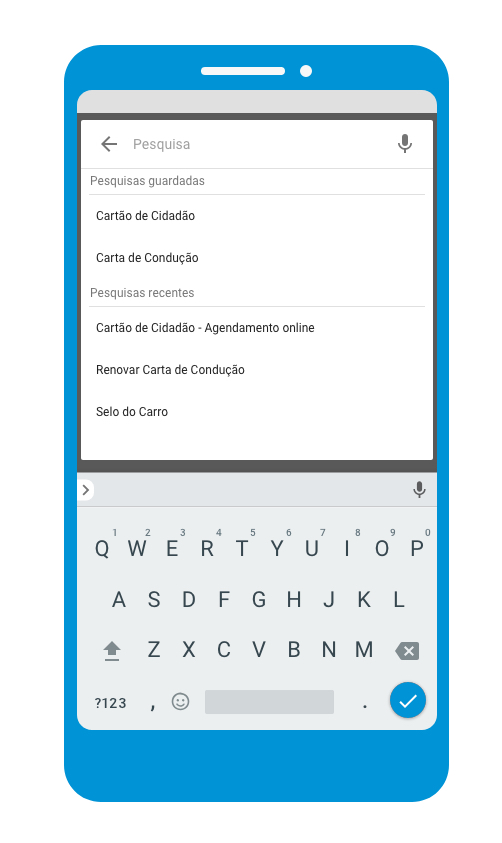 Pesquisa
Pesquisas guardadas
Cartão de Cidadão
Carta de Condução
Pesquisas recentes
Cartão de Cidadão - Agendamento online
Renovar Carta de Condução
Selo do Carro
1 2 3 4 5 6 7 8 9 0
Q W E R T Y U I O P
A S D F G H J K L
Z X C V B N M
?123 , .